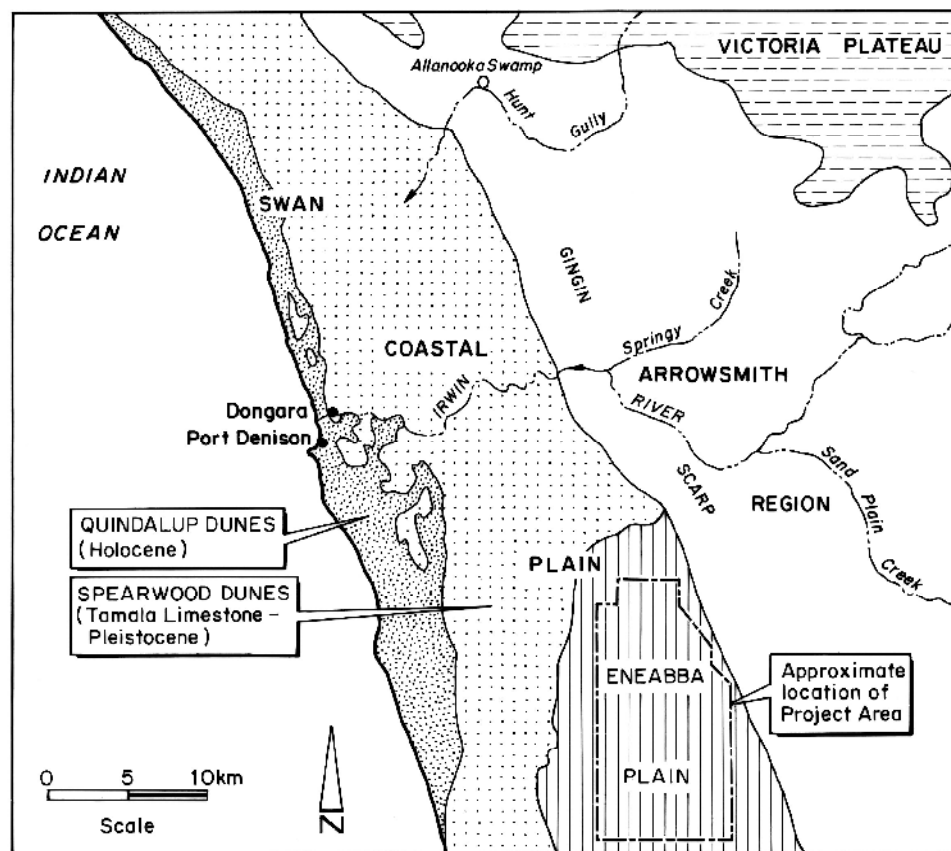 VICTORIA PLATEAU
Allanooka Swamp
Hunt
Gully
INDIAN
OCEAN
SWAN
GINGIN
Springy
Creek
COASTAL
IRWIN
ARROWSMITH
RIVER
Dongara
Port Denison
Sand
Plain
Creek
SCARP
REGION
QUINDALUP DUNES
(Holocene)
PLAIN
SPEARWOOD DUNES
(Tamala Limestone –
Pleistocene)
ENEABBA
PLAIN
Approximate
location of
Project Area
0 5 10km
Scale
N